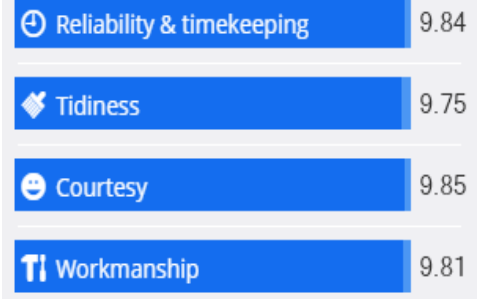 Reliability & timekeeping 9.84
Tidiness 9.75
Courtesy 9.85
Workmanship 9.81